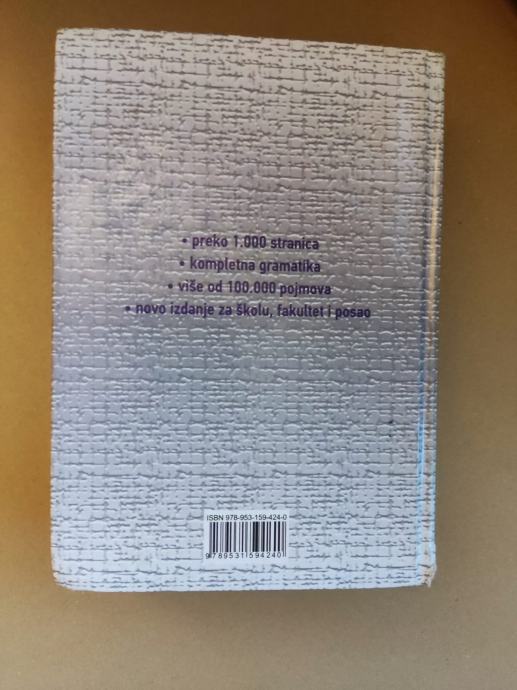 • preko 1.000 stranica
• kompletna gramatika
• više od 100.000 pojmova
• novo izdanje za školu, fakultet i posao
ISBN 978-953-159-424-0
9789531594240